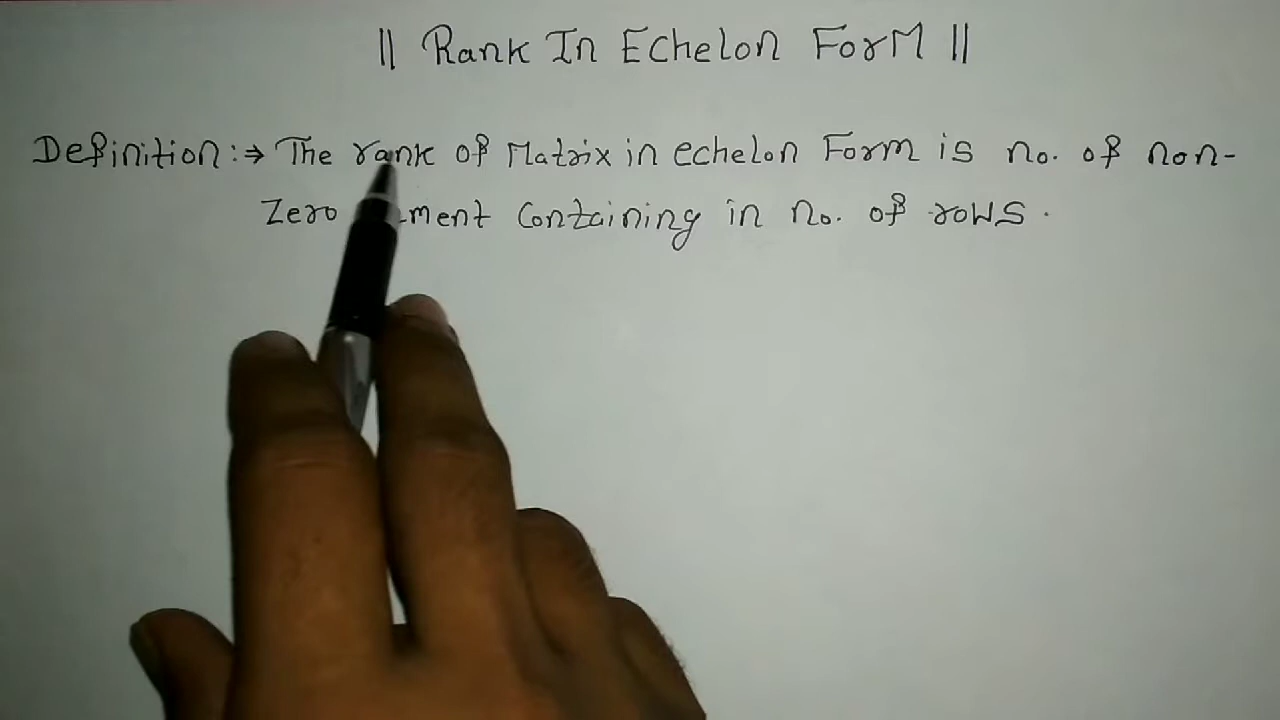 || Rank In Echelon Form ||
Definition:→ The rank of Matrix in echelon Form is no. of non-
Zero containing in no. of rows.